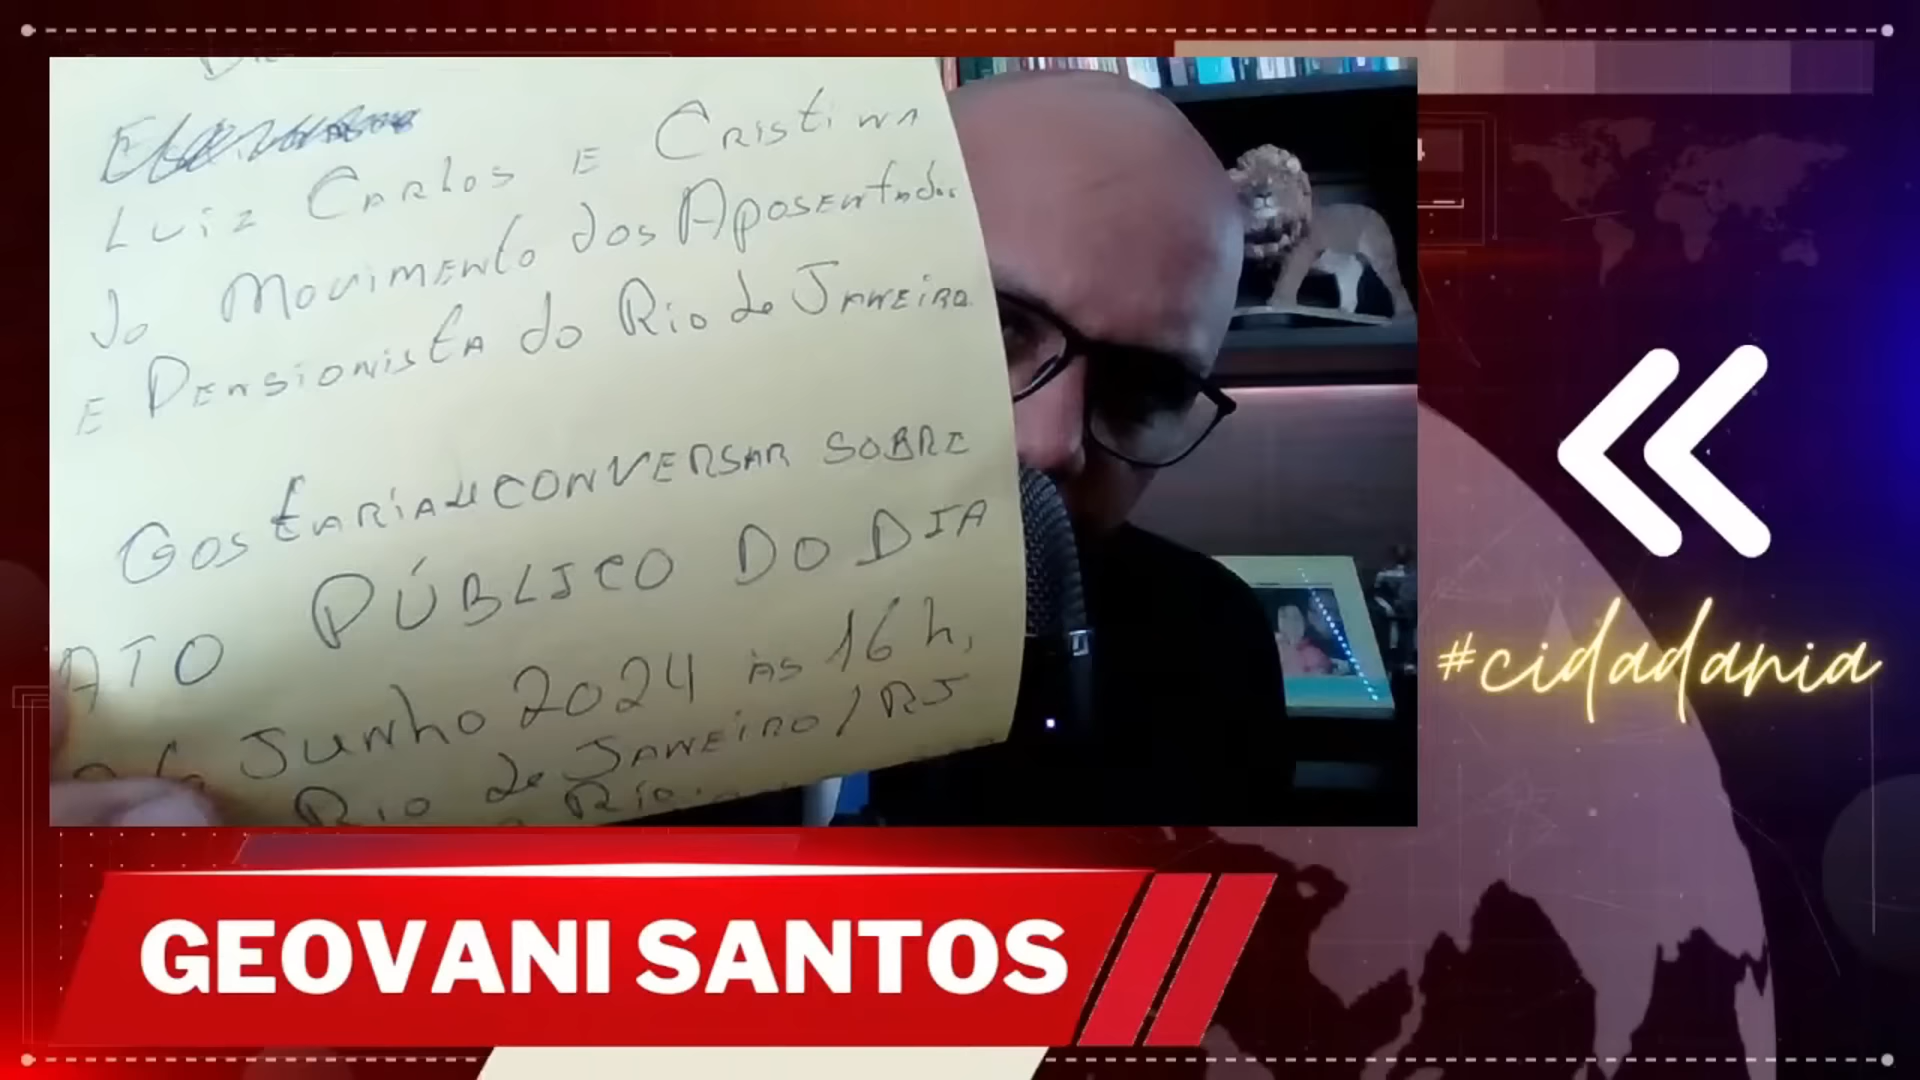 Luiz Carlos E Cristina
do Movimento dos Aposentados
E Pensionista do Rio de Janeiro
Gostariam conversar sobre
ATO PÚBLICO DO DIA
Junho 2024 às 16h,
Rio de Janeiro / RJ
#cidadania
GEOVANI SANTOS